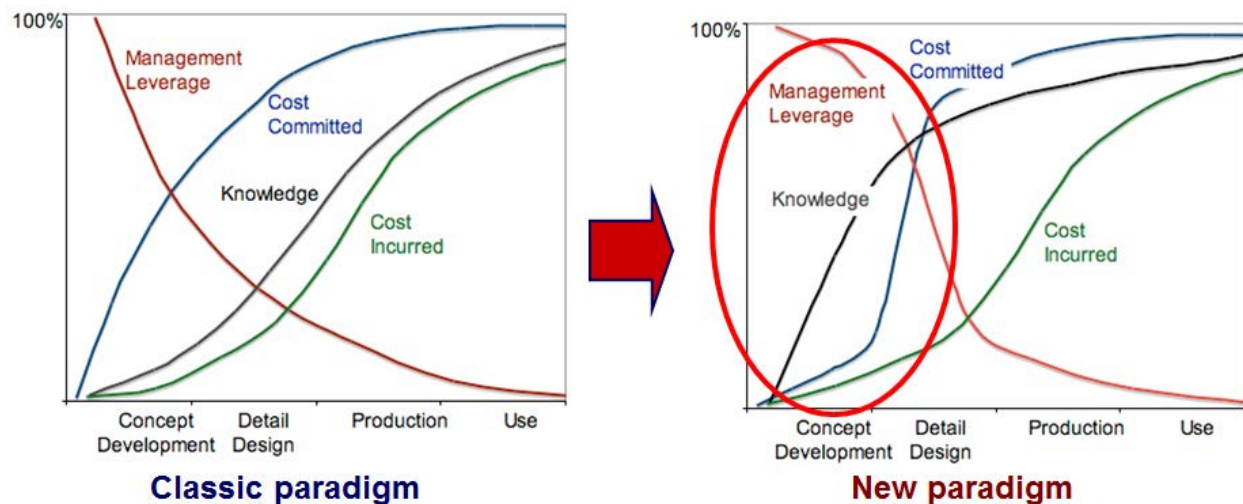 100%
Management
Leverage
Cost
Committed
Knowledge
Cost
Incurred
Concept
Development
Detail
Design
Production
Use
Classic paradigm
100%
Cost
Committed
Management
Leverage
Knowledge
Cost
Incurred
Concept
Development
Detail
Design
Production
Use
New paradigm